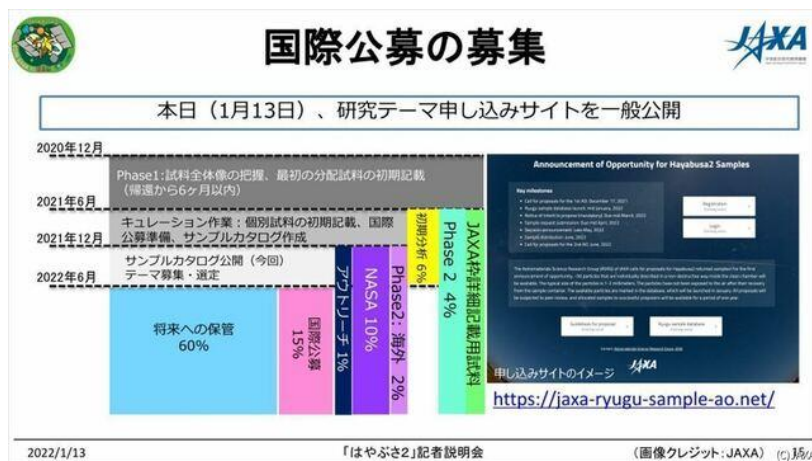 国際公募の募集
JAXA
本日（1月13日）、研究テーマ申し込みサイトを一般公開
2020年12月
Phase1:試料全体像の把握、最初の分配試料の初期記載
（帰還から6ヶ月以内）
2021年6月
キュレーション作業：個別試料の初期記載、国際
公募準備、サンプルカタログ作成
2021年12月
サンプルカタログ公開（今回）
テーマ募集・選定
2022年6月
将来への保管
60%
国際公募
15%
アウトリーチ 1%
NASA 10%
Phase2: 海外 2%
初期分析 6%
Phase 2 4%
JAXA枠詳細記載用試料
Announcement of Opportunity for Hayabusa2 Samples
Key milestones
Registration
Login
Guidelines for proposal
Ryugu sample database
申し込みサイトのイメージ
JAXA
https://jaxa-ryugu-sample-ao.net/
2022/1/13
「はやぶさ2」記者説明会
（画像クレジット：JAXA）
15